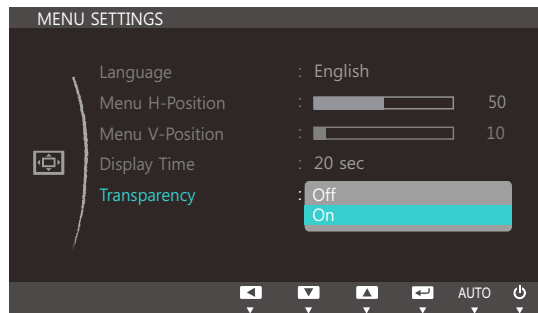 MENU SETTINGS
Language : English
Menu H-Position : 50
Menu V-Position : 10
Display Time : 20 sec
Transparency : Off
On
AUTO